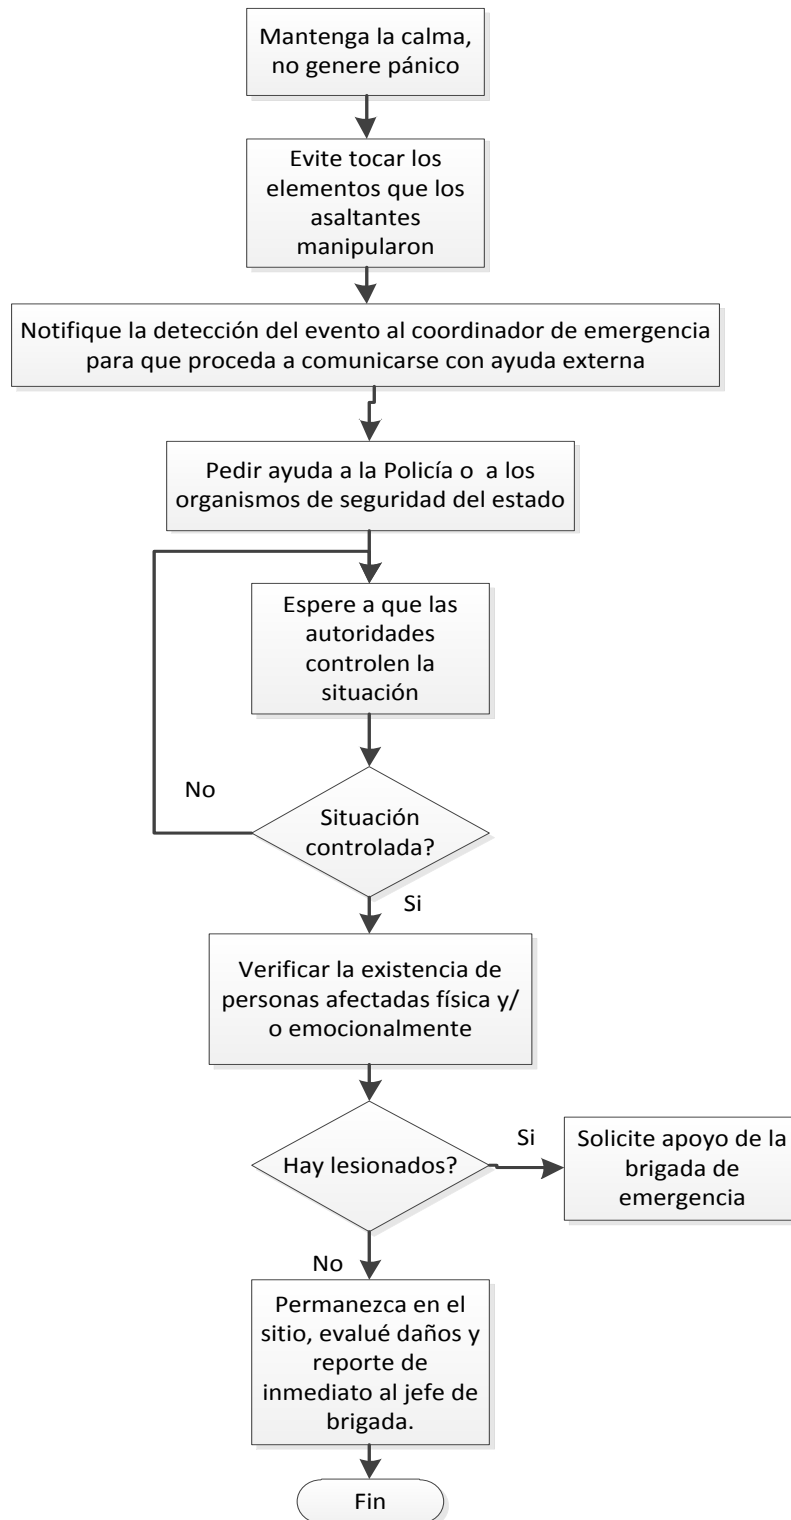 Mantenga la calma,
no genere pánico
Evite tocar los
elementos que los
asaltantes
manipularon
Notifique la detección del evento al coordinador de emergencia
para que proceda a comunicarse con ayuda externa
Pedir ayuda a la Policía o  a los
organismos de seguridad del estado
Espere a que las
autoridades
controlen la
situación
No
Situación
controlada?
Si
Verificar la existencia de
personas afectadas física y/
o emocionalmente
Hay lesionados?
Si
Solicite apoyo de la
brigada de
emergencia
No
Permanezca en el
sitio, evalué daños y
reporte de
inmediato al jefe de
brigada.
Fin